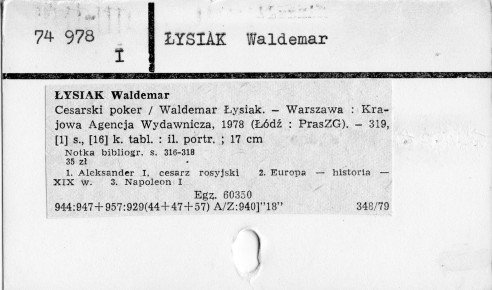 74 978
I
ŁYSIAK Waldemar
ŁYSIAK Waldemar
Cesarski poker / Waldemar Łysiak. — Warszawa : Kra-
jowa Agencja Wydawnicza, 1978 (Łódź : PrasZG). — 319,
[1] s., [16] k. tabl. : il. portr. ; 17 cm
Notka bibliogr. s. 316-318
35 zł
1. Aleksander I, cesarz rosyjski 2. Europa — historia —
XIX w. 3. Napoleon I
Egz. 60350
944:947+957:929(44+47+57) A/Z:940]"18" 348/79